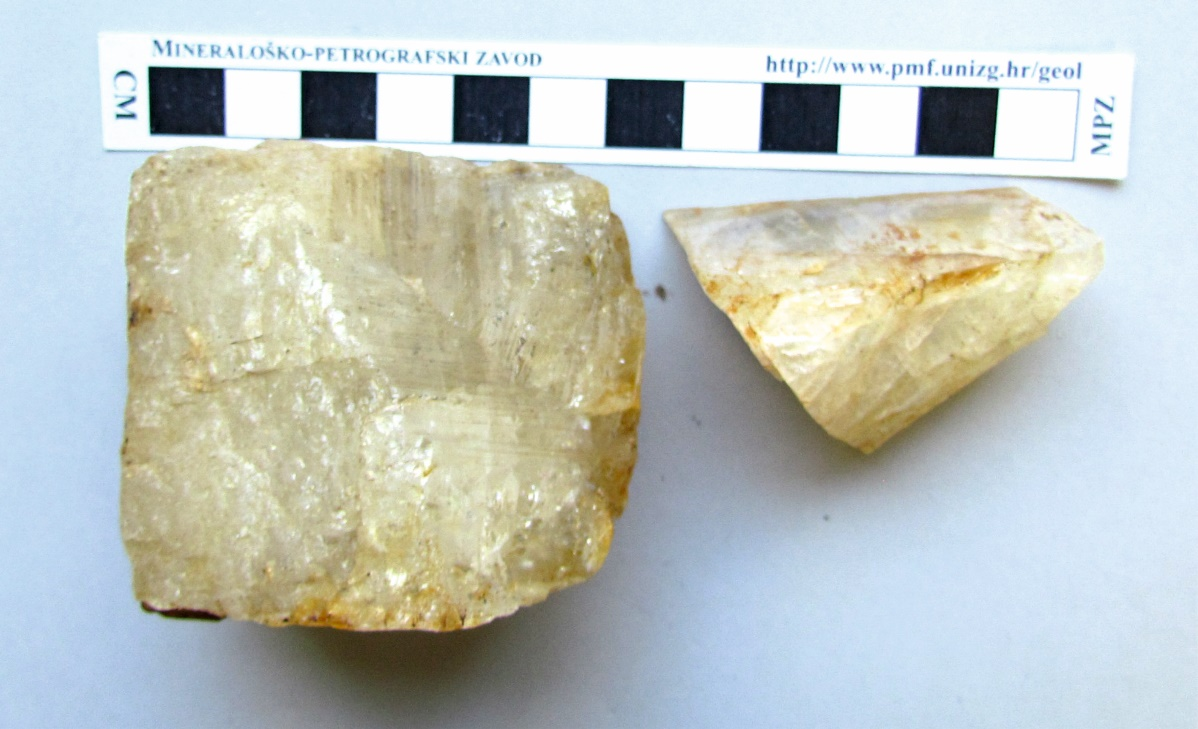 MINERALOŠKO-PETROGRAFSKI ZAVOD
http://www.pmf.unizg.hr/geol
CM
MPZ